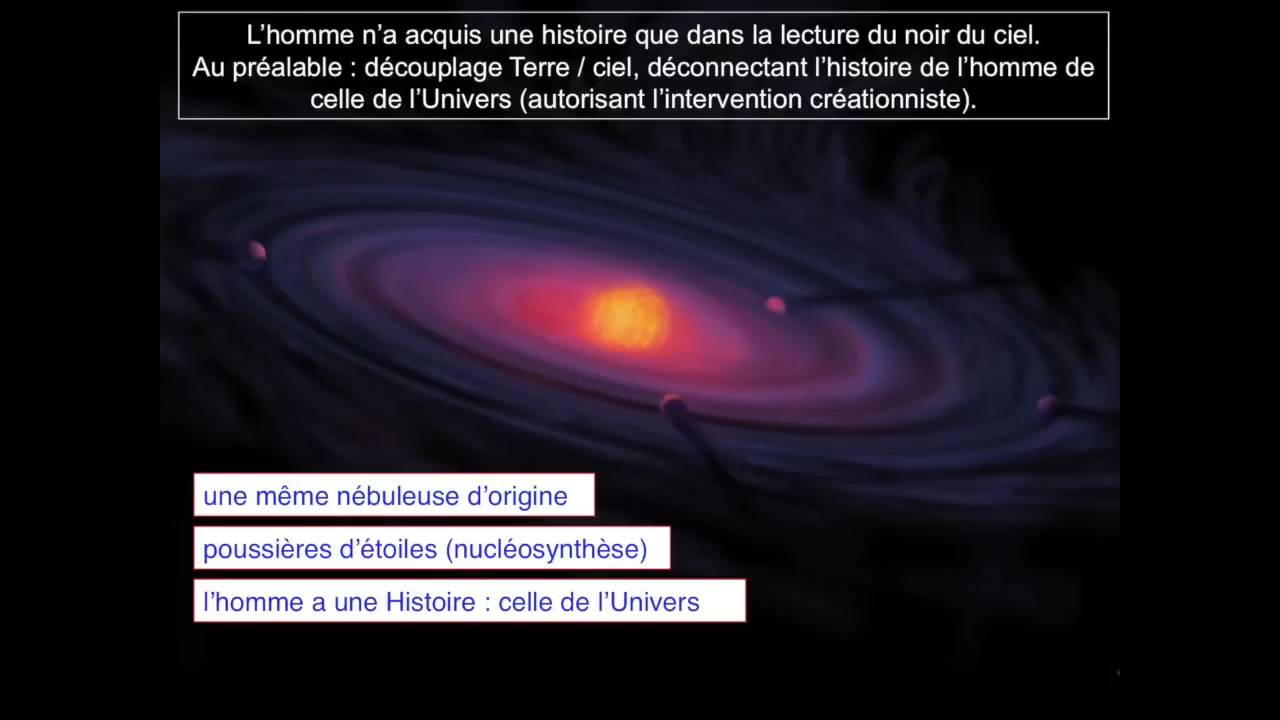 L’homme n’a acquis une histoire que dans la lecture du noir du ciel.
Au préalable : découplage Terre / ciel, déconnectant l’histoire de l’homme de
celle de l’Univers (autorisant l’intervention créationniste).
une même nébuleuse d’origine
poussières d’étoiles (nucléosynthèse)
l’homme a une Histoire : celle de l’Univers